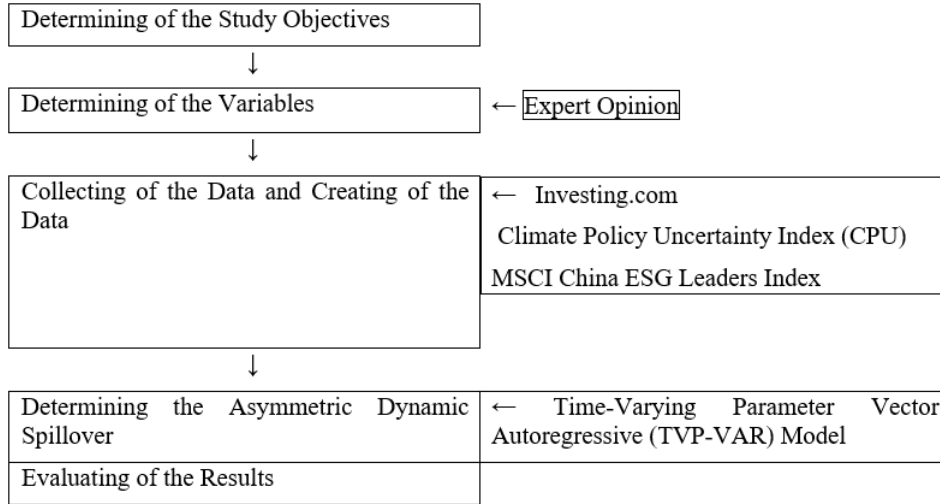 Determining of the Study Objectives
↓
Determining of the Variables
← Expert Opinion
↓
Collecting of the Data and Creating of the
Data
← Investing.com
Climate Policy Uncertainty Index (CPU)
MSCI China ESG Leaders Index
↓
Determining the Asymmetric Dynamic
Spillover
← Time-Varying Parameter Vector
Autoregressive (TVP-VAR) Model
Evaluating of the Results